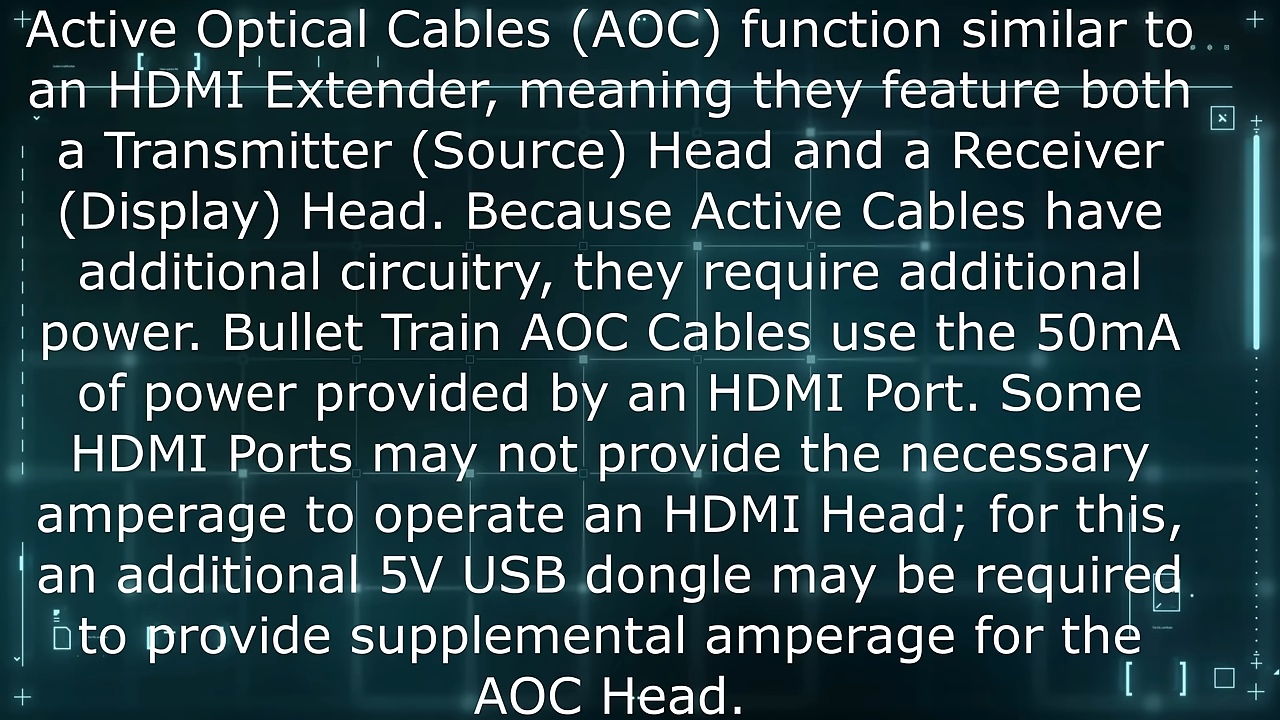 Active Optical Cables (AOC) function similar to
an HDMI Extender, meaning they feature both
a Transmitter (Source) Head and a Receiver
(Display) Head. Because Active Cables have
additional circuitry, they require additional
power. Bullet Train AOC Cables use the 50mA
of power provided by an HDMI Port. Some
HDMI Ports may not provide the necessary
amperage to operate an HDMI Head; for this,
an additional 5V USB dongle may be required
to provide supplemental amperage for the
AOC Head.